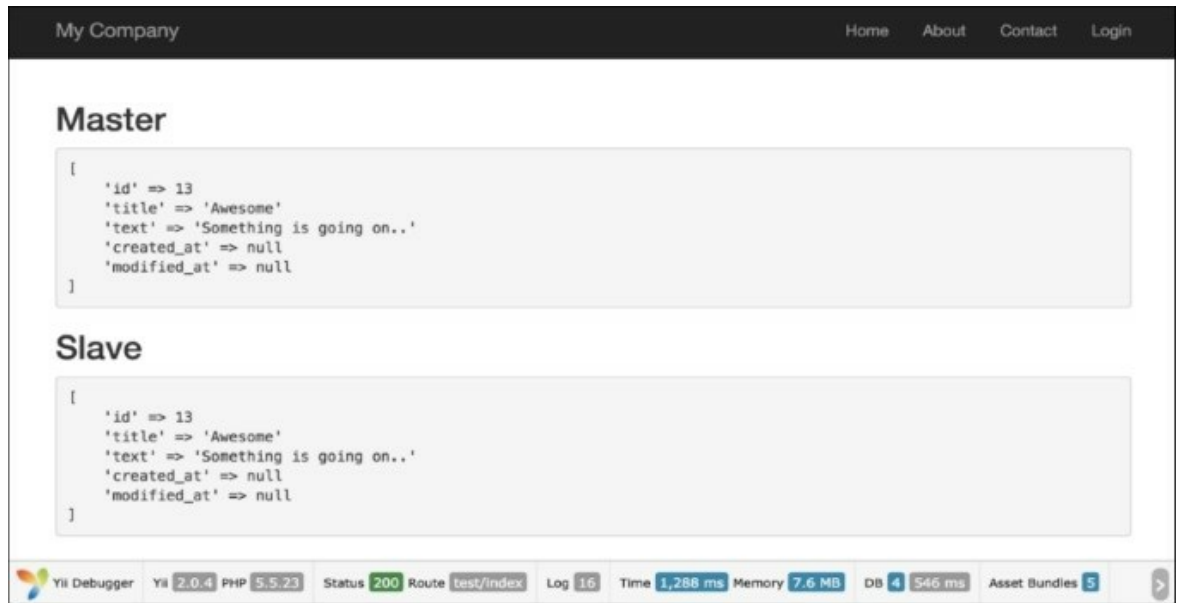 My Company Home About Contact Login
Master
[
'id' => 13
'title' => 'Awesome'
'text' => 'Something is going on..'
'created_at' => null
'modified_at' => null
]
Slave
[
'id' => 13
'title' => 'Awesome'
'text' => 'Something is going on..'
'created_at' => null
'modified_at' => null
]
Yii Debugger Yii 2.0.4 PHP 5.5.23 Status 200 Route test/index Log 16 Time 1,288 ms Memory 7.6 MB DB 4 546 ms Asset Bundles 5 >